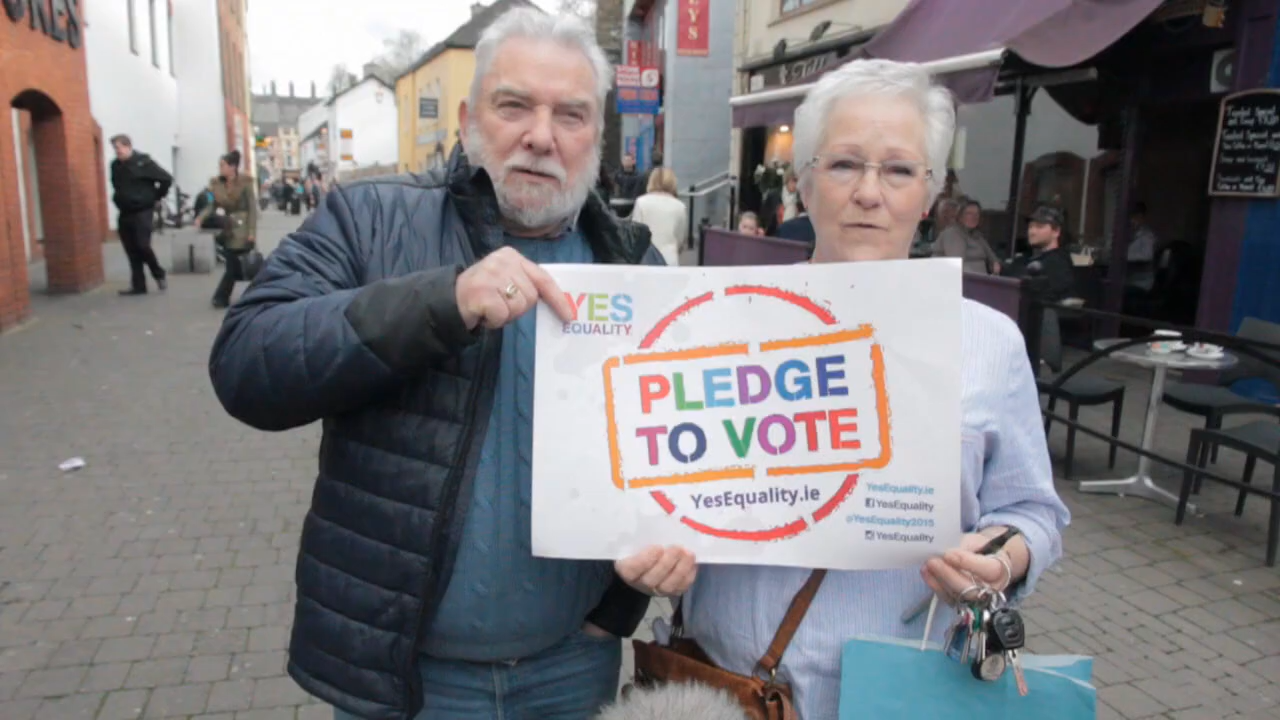 YES
EQUALITY
PLEDGE
TO VOTE
YesEquality.ie
YesEquality.ie
YesEquality
@YesEquality2015
YesEquality